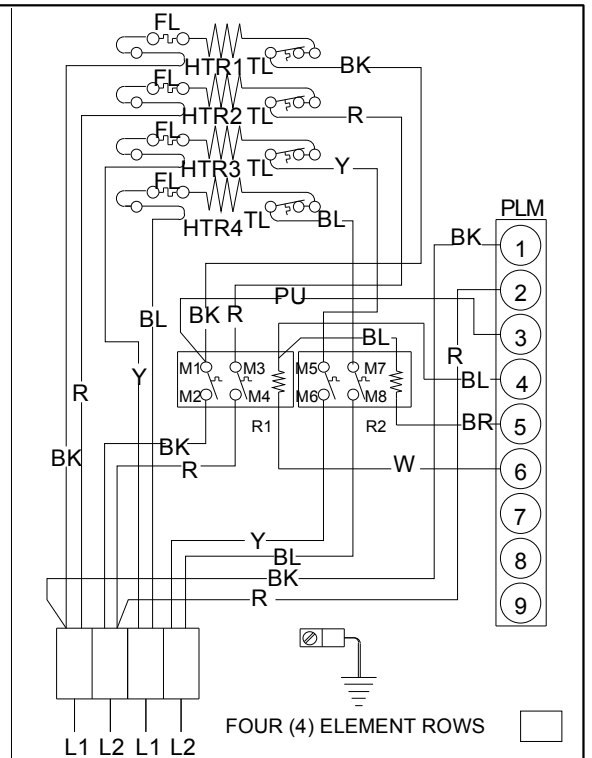 FL
HTR1 TL BK
FL
HTR2 TL R
FL
HTR3 TL Y
FL
HTR4 TL BL
PLM
BK 1
2
PU
3
BL BK R BL R
R Y
M1 M3 M5 M7 BL 4
M2 M4 M6 M8 BR 5
R1 R2
BK BK
R W 6
7
Y
BL 8
BK
R 9
FOUR (4) ELEMENT ROWS
L1 L2 L1 L2